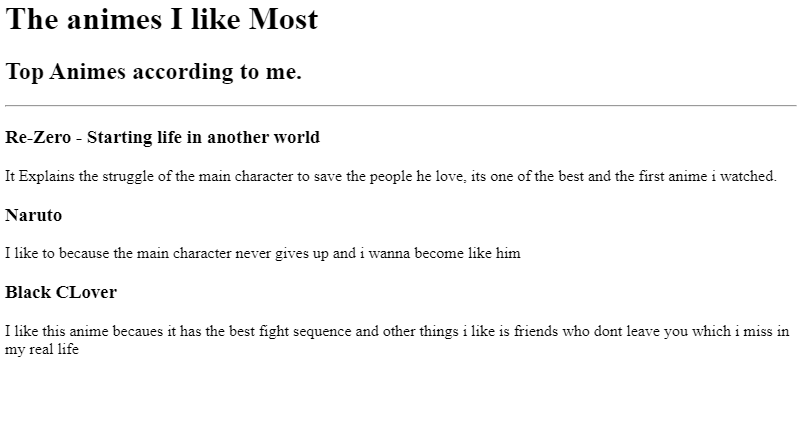 The animes I like Most
Top Animes according to me.
Re-Zero - Starting life in another world
It Explains the struggle of the main character to save the people he love, its one of the best and the first anime i watched.
Naruto
I like to because the main character never gives up and i wanna become like him
Black CLover
I like this anime becaues it has the best fight sequence and other things i like is friends who dont leave you which i miss in
my real life